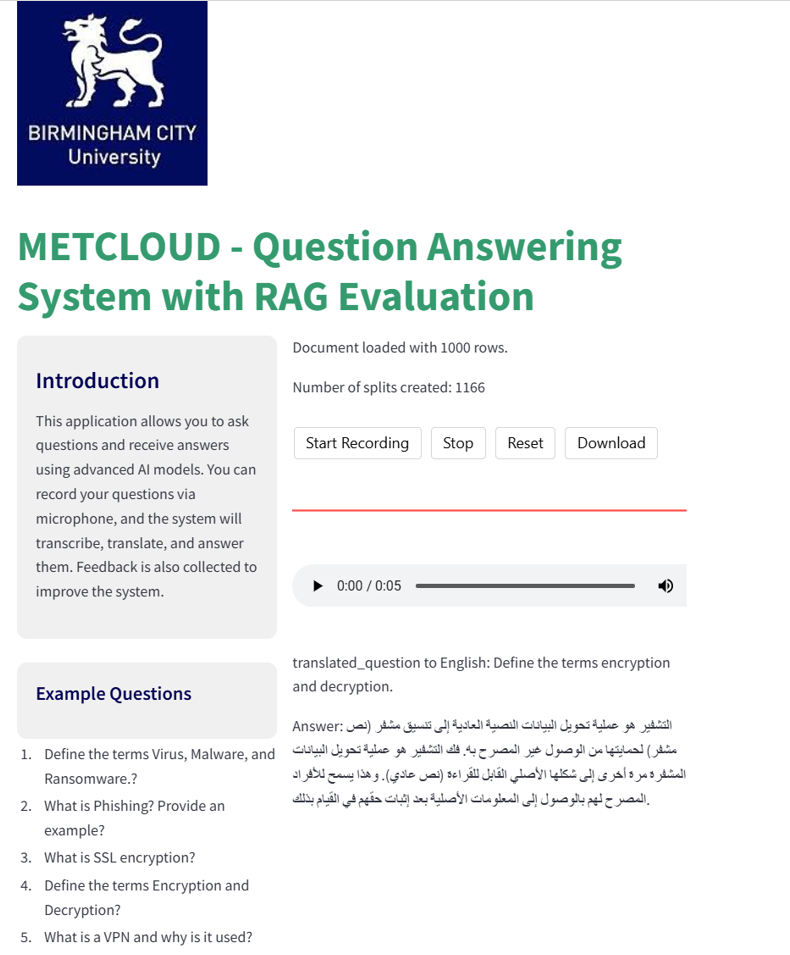 BIRMINGHAM CITY
University
METCLOUD - Question Answering
System with RAG Evaluation
Introduction
This application allows you to ask
questions and receive answers
using advanced AI models. You can
record your questions via
microphone, and the system will
transcribe, translate, and answer
them. Feedback is also collected to
improve the system.
Example Questions
1. Define the terms Virus, Malware, and
Ransomware.?
2. What is Phishing? Provide an
example?
3. What is SSL encryption?
4. Define the terms Encryption and
Decryption?
5. What is a VPN and why is it used?
Document loaded with 1000 rows.
Number of splits created: 1166
Start Recording Stop Reset Download
0:00 / 0:05
translated_question to English: Define the terms encryption
and decryption.
Answer: التشفير هو عملية تحويل البيانات النصية العادية إلى تنسيق مشفر (نص
مشفر) لحمايتها من الوصول غير المصرح به. فك التشفير هو عملية تحويل البيانات
المشفرة مرة أخرى إلى شكلها الأصلي القابل للقراءة (نص عادي). وهذا يسمح للأفراد
المصرح لهم بالوصول إلى المعلومات الأصلية بعد إثبات حقهم في القيام بذلك.